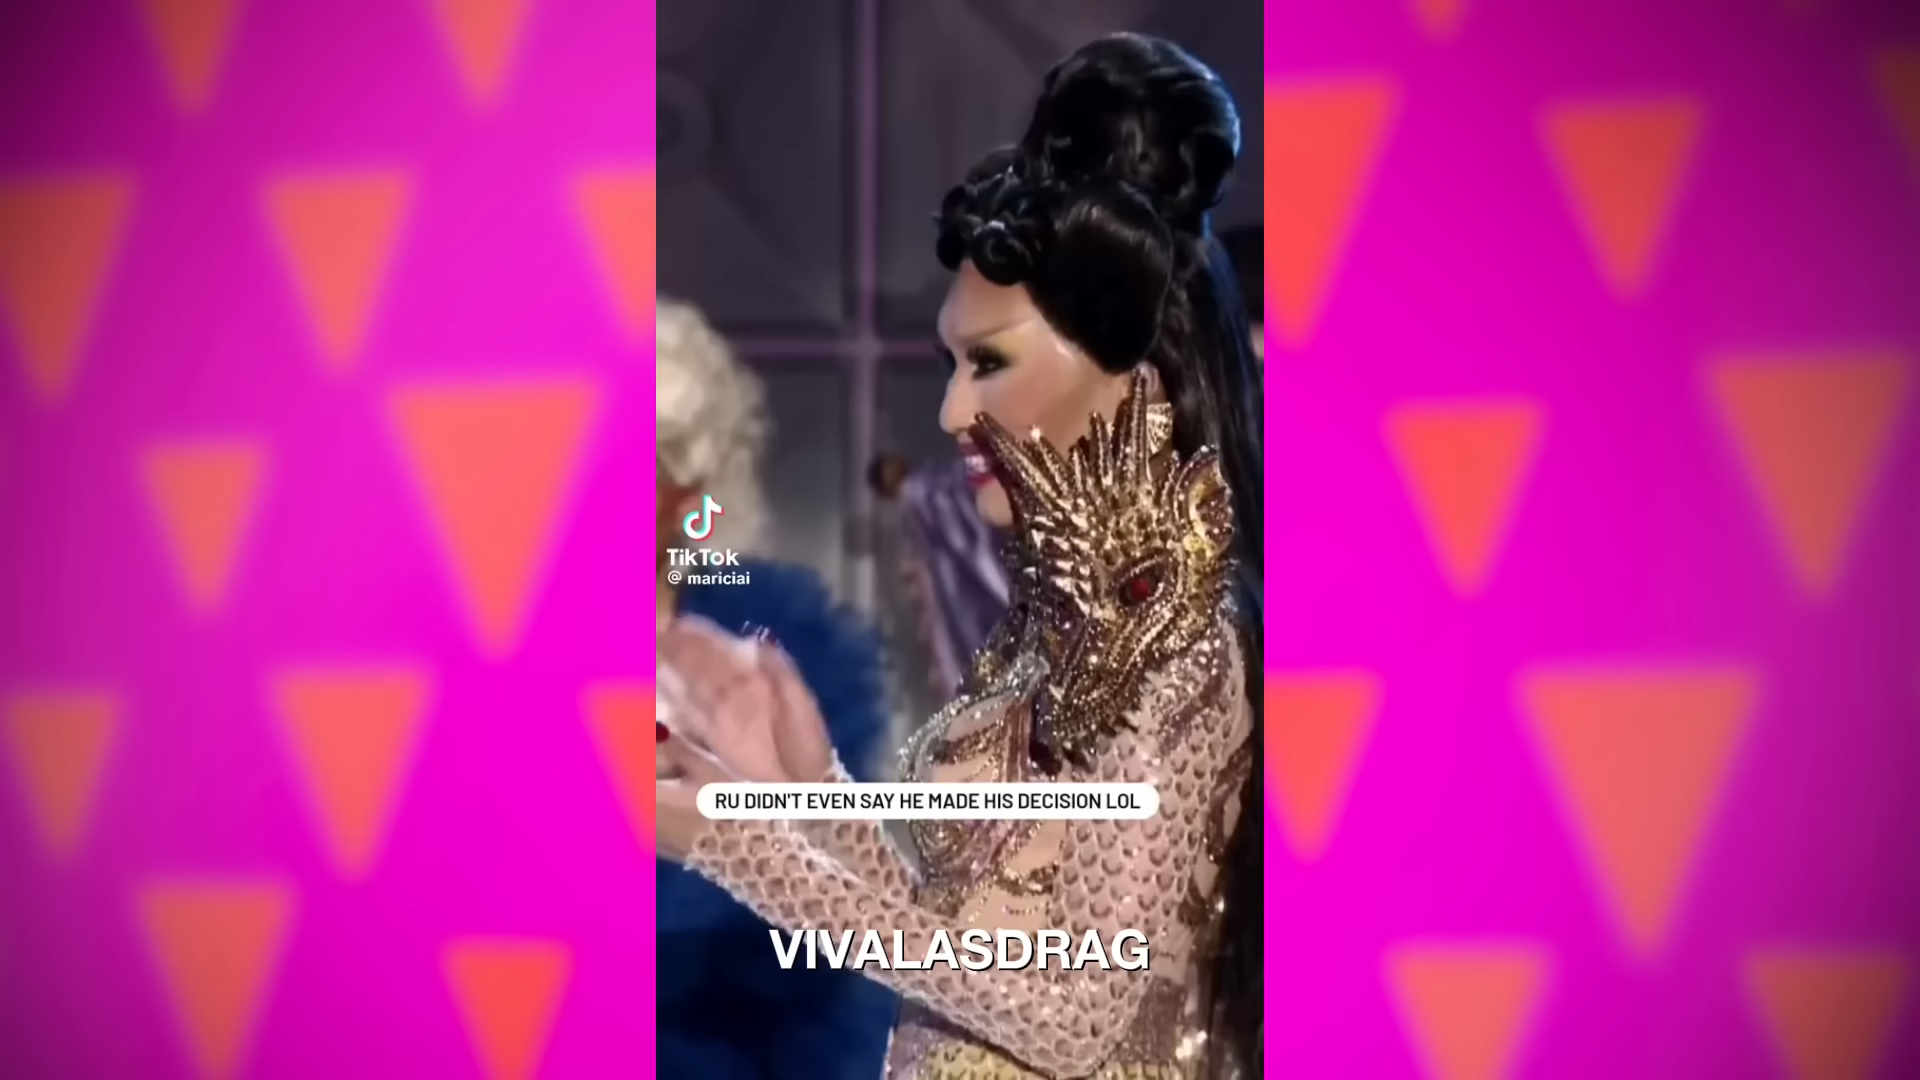 TikTok
@ mariciai
RU DIDN'T EVEN SAY HE MADE HIS DECISION LOL
VIVALASDRAG